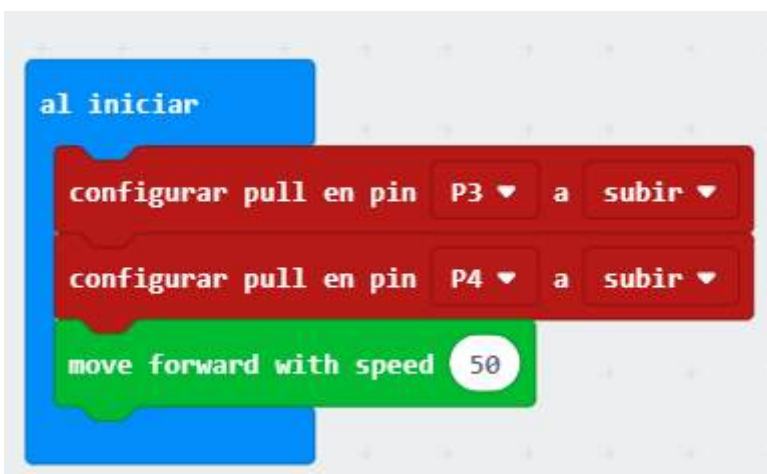 al iniciar
configurar pull en pin P3 a subir
configurar pull en pin P4 a subir
move forward with speed 50